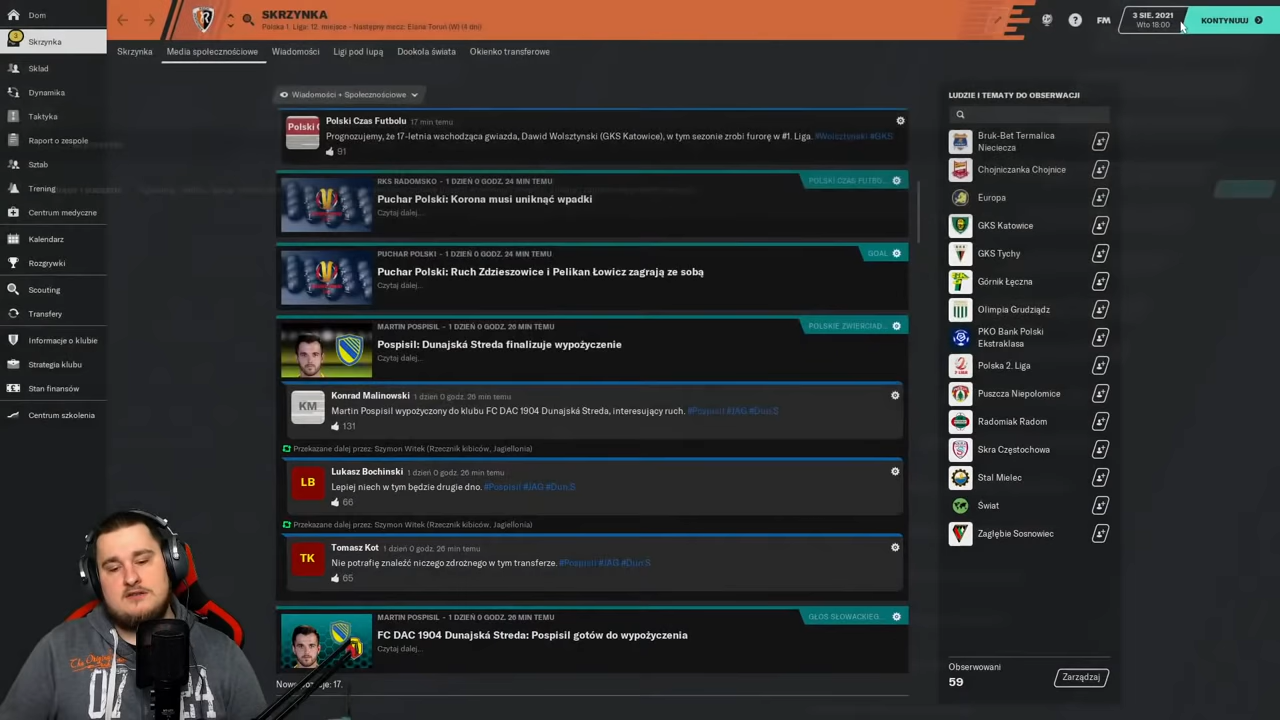 Dom
SKRZYNKA
Polska 1. Liga: 12. miejsce - Następny mecz: Elana Toruń (W) (4 dni)
FM
3 SIE. 2021
Wto 18:00
KONTYNUUJ
3
Skrzynka
Skład
Dynamika
Taktyka
Raport o zespole
Sztab
Trening
Centrum medyczne
Kalendarz
Rozgrywki
Scouting
Transfery
Informacje o klubie
Strategia klubu
Stan finansów
Centrum szkolenia
Skrzynka
Media społecznościowe
Wiadomości
Ligi pod lupą
Dookoła świata
Okienko transferowe
Wiadomości + Społecznościowe
Polski Czas Futbolu 17 min temu
Prognozujemy, że 17-letnia wschodząca gwiazda, Dawid Wolsztynski (GKS Katowice), w tym sezonie zrobi furorę w #1. Liga. #Wolsztynski #GKS
91
RKS RADOMSKO - 1 DZIEŃ 0 GODZ. 24 MIN TEMU
POLSKI CZAS FUTBO...
Puchar Polski: Korona musi uniknąć wpadki
Czytaj dalej...
PUCHAR POLSKI - 1 DZIEŃ 0 GODZ. 24 MIN TEMU
GOAL
Puchar Polski: Ruch Zdzieszowice i Pelikan Łowicz zagrają ze sobą
Czytaj dalej...
MARTIN POSPISIL - 1 DZIEŃ 0 GODZ. 26 MIN TEMU
POLSKIE ZWIERCIAD...
Pospisil: Dunajská Streda finalizuje wypożyczenie
Czytaj dalej...
KM
Konrad Malinowski 1 dzień 0 godz. 26 min temu
Martin Pospisil wypożyczony do klubu FC DAC 1904 Dunajská Streda, interesujący ruch. #Pospisil #JAG #Dun.S
131
Przekazane dalej przez: Szymon Witek (Rzecznik kibiców, Jagiellonia)
LB
Lukasz Bochinski 1 dzień 0 godz. 26 min temu
Lepiej niech w tym będzie drugie dno. #Pospisil #JAG #Dun.S
66
Przekazane dalej przez: Szymon Witek (Rzecznik kibiców, Jagiellonia)
TK
Tomasz Kot 1 dzień 0 godz. 26 min temu
Nie potrafię znaleźć niczego zdrożnego w tym transferze. #Pospisil #JAG #Dun.S
65
MARTIN POSPISIL - 1 DZIEŃ 0 GODZ. 26 MIN TEMU
GŁOS SŁOWACKIEG...
FC DAC 1904 Dunajská Streda: Pospisil gotów do wypożyczenia
Czytaj dalej...
Nowe pozycje: 17.
LUDZIE I TEMATY DO OBSERWACJI
Bruk-Bet Termalica
Nieciecza
Chojniczanka Chojnice
Europa
GKS Katowice
GKS Tychy
Górnik Łęczna
Olimpia Grudziądz
PKO Bank Polski
Ekstraklasa
Polska 2. Liga
Puszcza Niepołomice
Radomiak Radom
Skra Częstochowa
Stal Mielec
Świat
Zagłębie Sosnowiec
Obserwowani
59
Zarządzaj